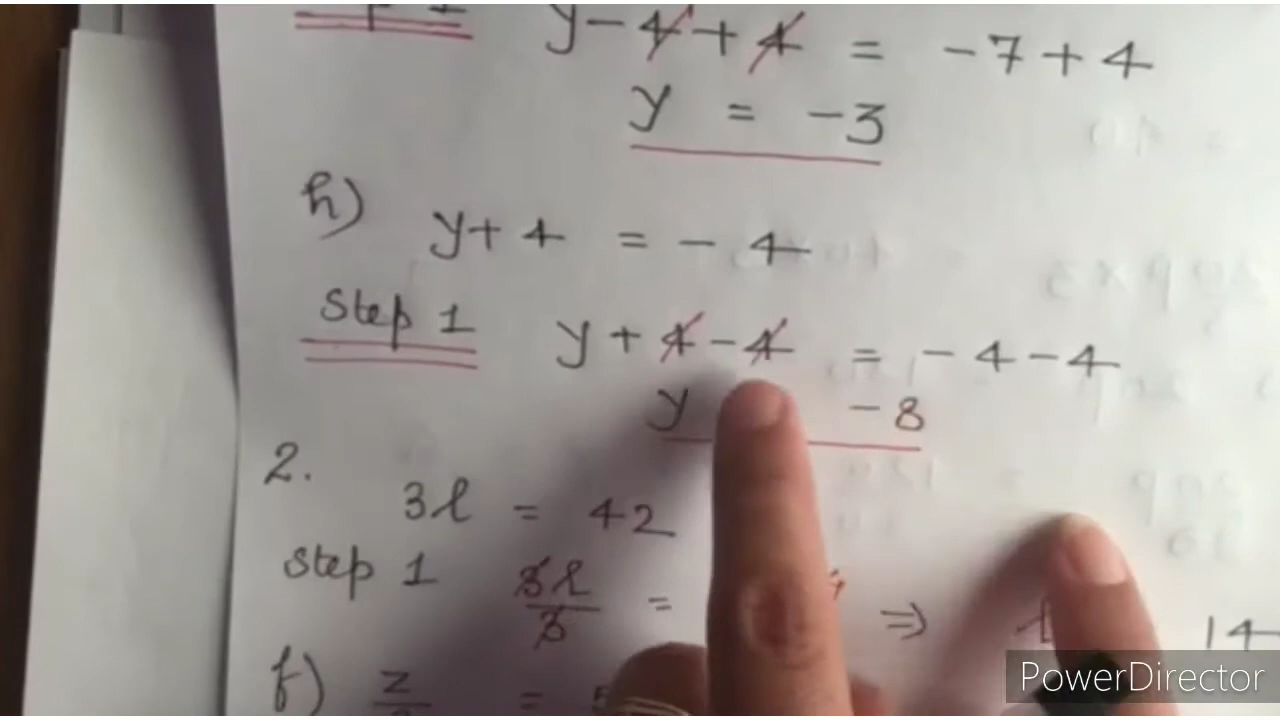 y - 4 + 4 = -7 + 4
y = -3
h) y + 4 = - 4
Step 1 y + 4 - 4 = - 4 - 4
y - 8
2. 3l = 42
Step 1 3l/3 = ⇒ l 14
f) z =
PowerDirector